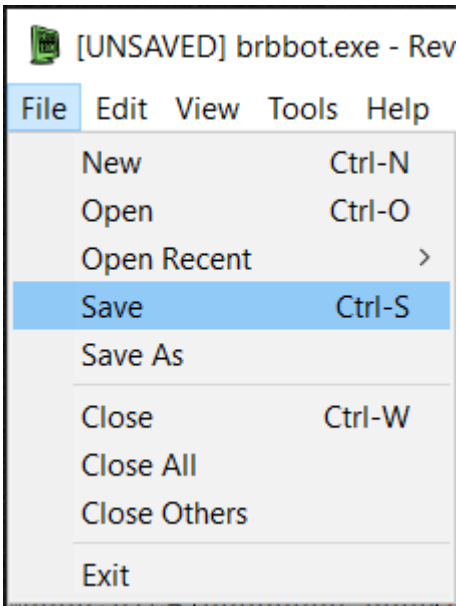 [UNSAVED] brbbot.exe - Rev
File Edit View Tools Help
New Ctrl-N
Open Ctrl-O
Open Recent >
Save Ctrl-S
Save As
Close Ctrl-W
Close All
Close Others
Exit